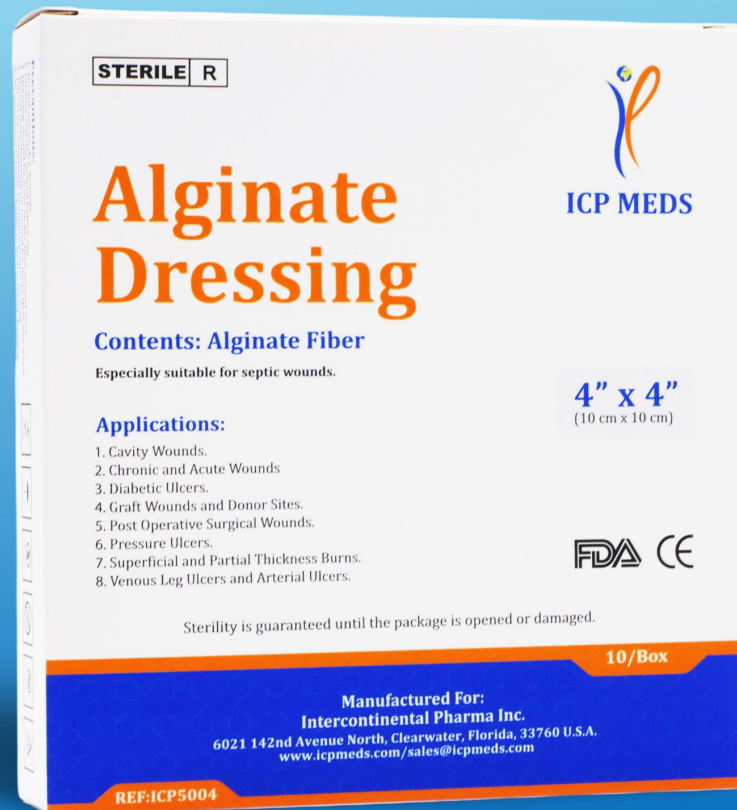 STERILE R
ICP MEDS
Alginate
Dressing
Contents: Alginate Fiber
Especially suitable for septic wounds.
4” x 4”
(10 cm x 10 cm)
Applications:
1. Cavity Wounds.
2. Chronic and Acute Wounds
3. Diabetic Ulcers.
4. Graft Wounds and Donor Sites.
5. Post Operative Surgical Wounds.
6. Pressure Ulcers.
7. Superficial and Partial Thickness Burns.
8. Venous Leg Ulcers and Arterial Ulcers.
FDA CE
Sterility is guaranteed until the package is opened or damaged.
10/Box
Manufactured For:
Intercontinental Pharma Inc.
6021 142nd Avenue North, Clearwater, Florida, 33760 U.S.A.
www.icpmeds.com/sales@icpmeds.com
REF:ICP5004